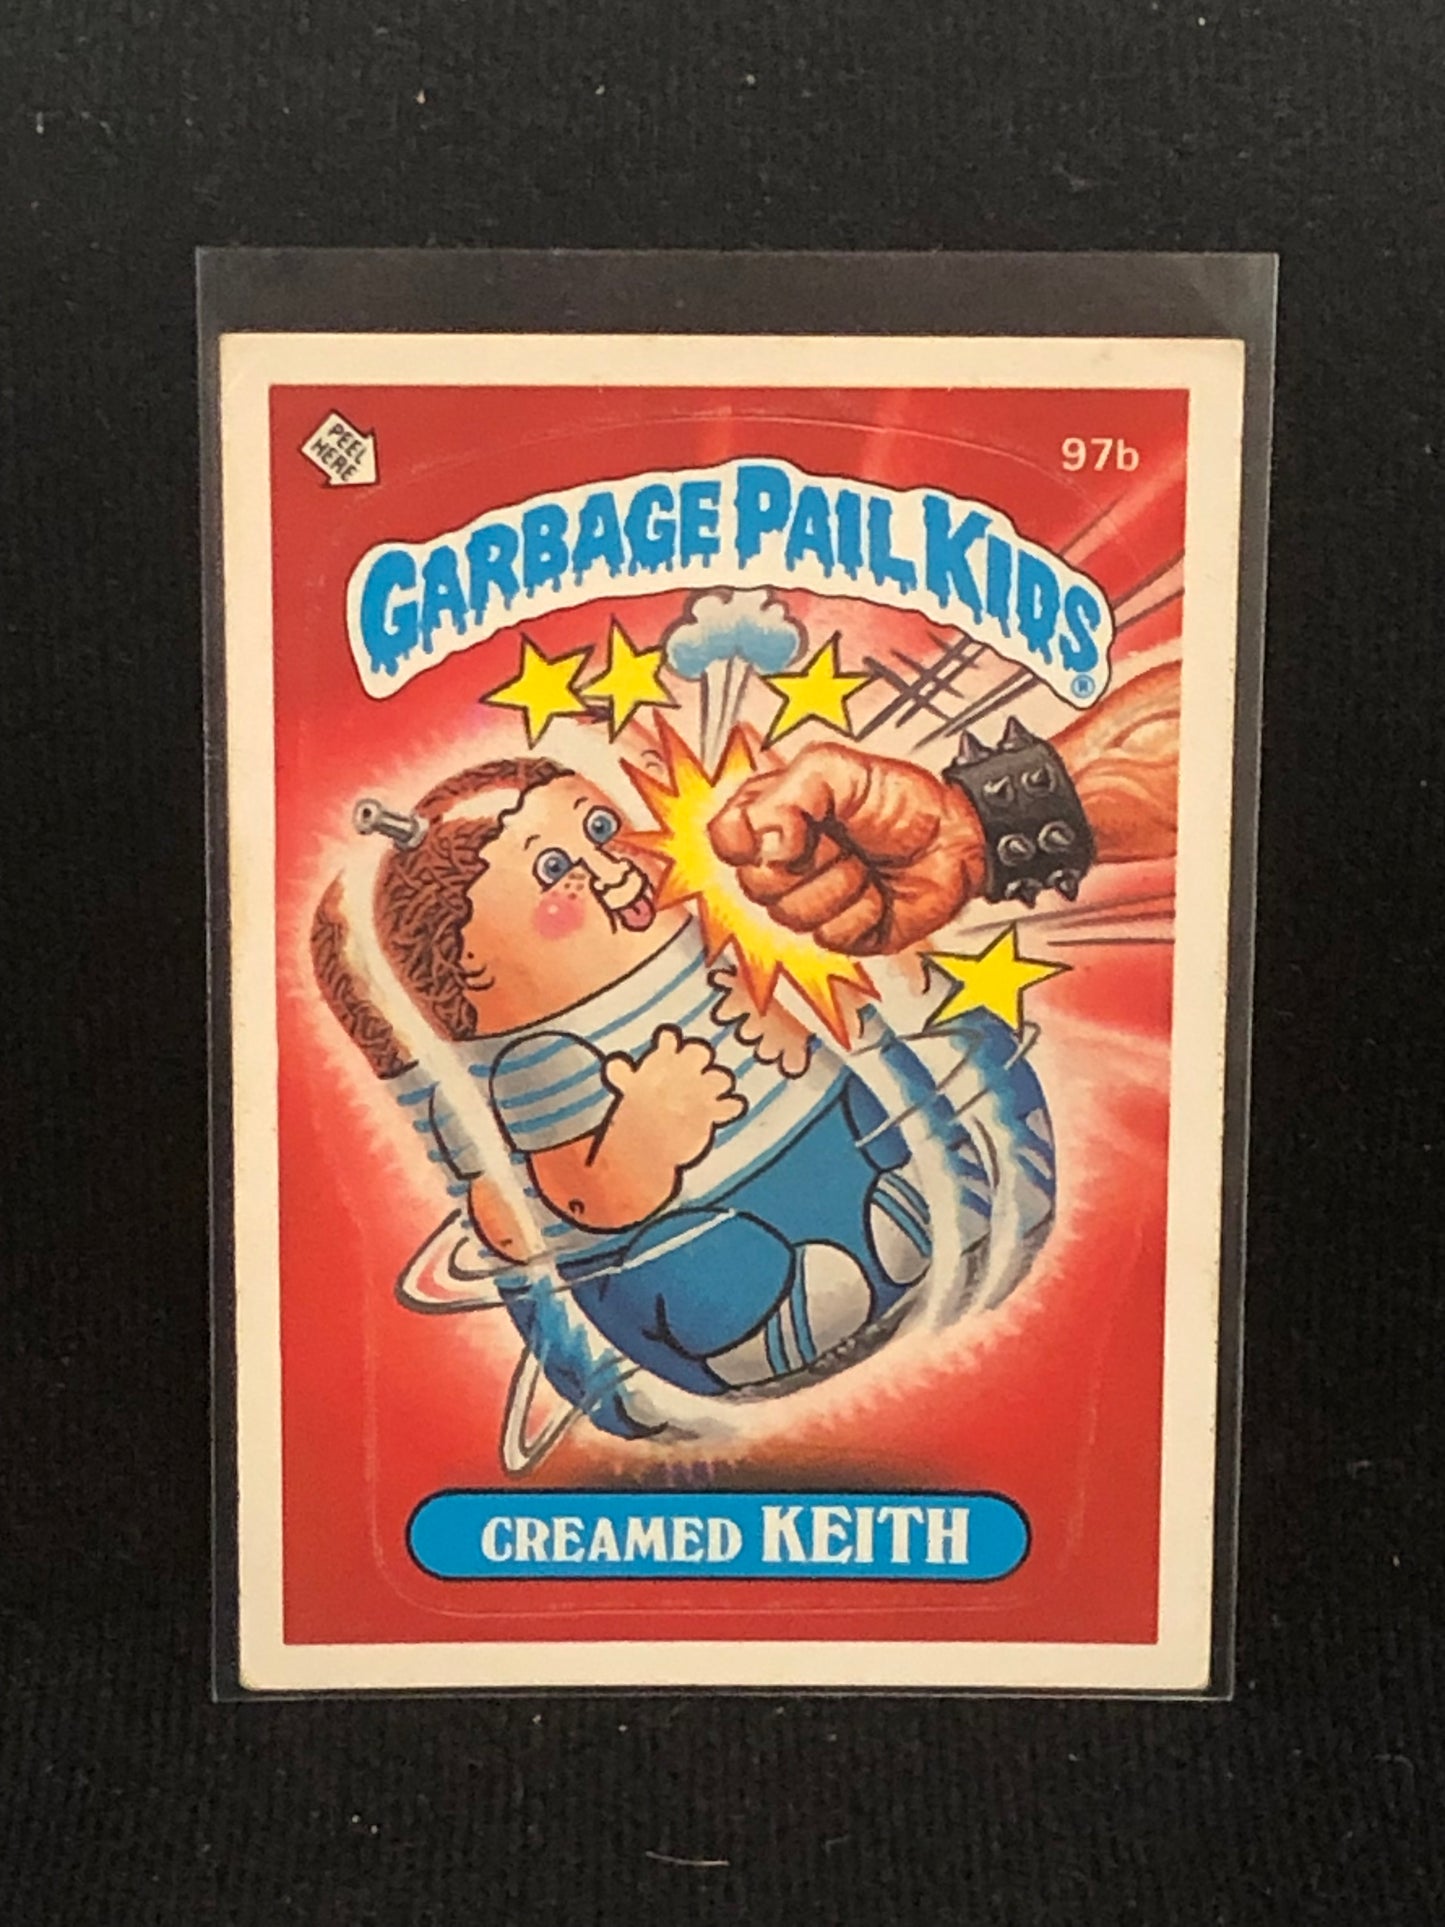 PEEL
HERE
97b
GARBAGE PAIL KIDS
®
CREAMED KEITH